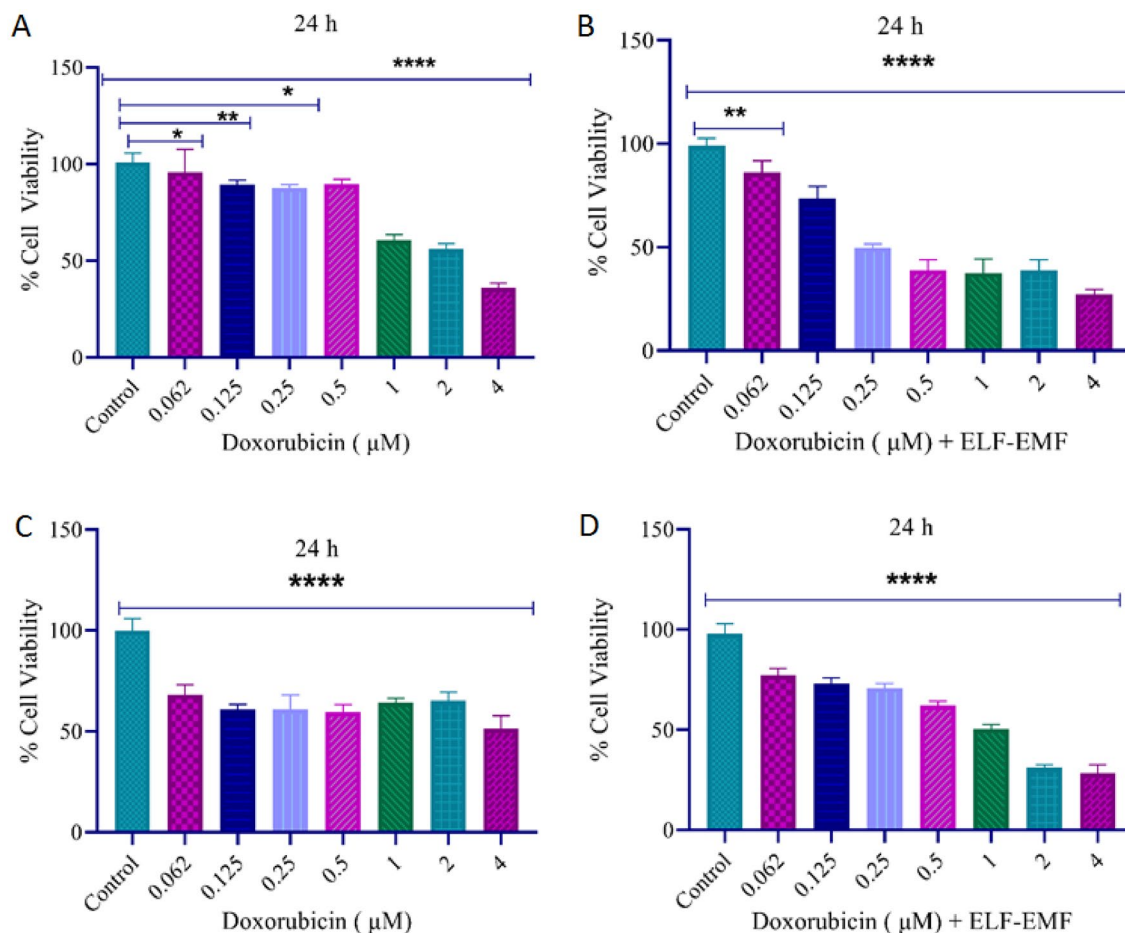 A
24 h
****
*
**
*
% Cell Viability
150
100
50
0
Control
0.062
0.125
0.25
0.5
1
2
4
Doxorubicin ( μM)
B
24 h
****
**
% Cell Viability
150
100
50
0
Control
0.062
0.125
0.25
0.5
1
2
4
Doxorubicin ( μM) + ELF-EMF
C
24 h
****
% Cell Viability
150
100
50
0
Control
0.062
0.125
0.25
0.5
1
2
4
Doxorubicin ( μM)
D
24 h
****
% Cell Viability
150
100
50
0
Control
0.062
0.125
0.25
0.5
1
2
4
Doxorubicin ( μM) + ELF-EMF